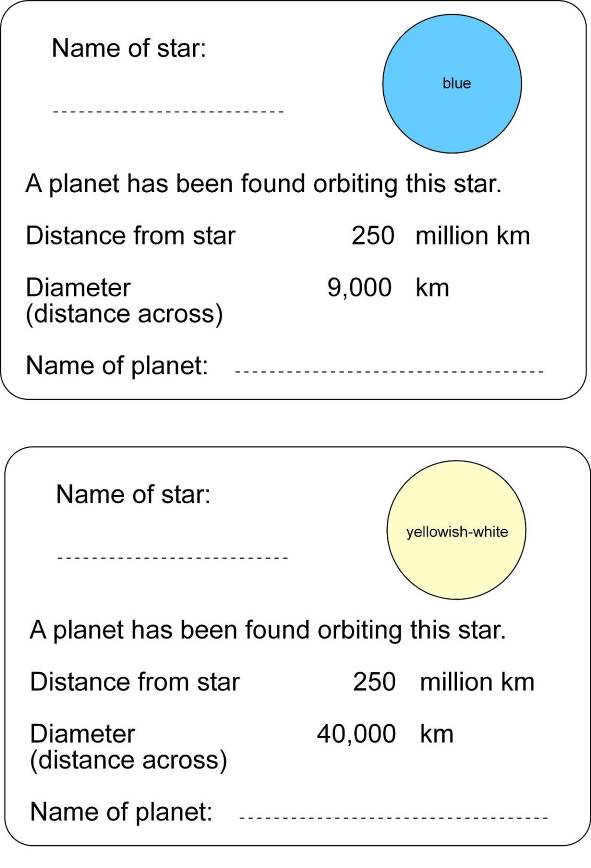 Name of star:
blue
A planet has been found orbiting this star.
Distance from star 250 million km
Diameter 9,000 km
(distance across)
Name of planet:
Name of star:
yellowish-white
A planet has been found orbiting this star.
Distance from star 250 million km
Diameter 40,000 km
(distance across)
Name of planet: